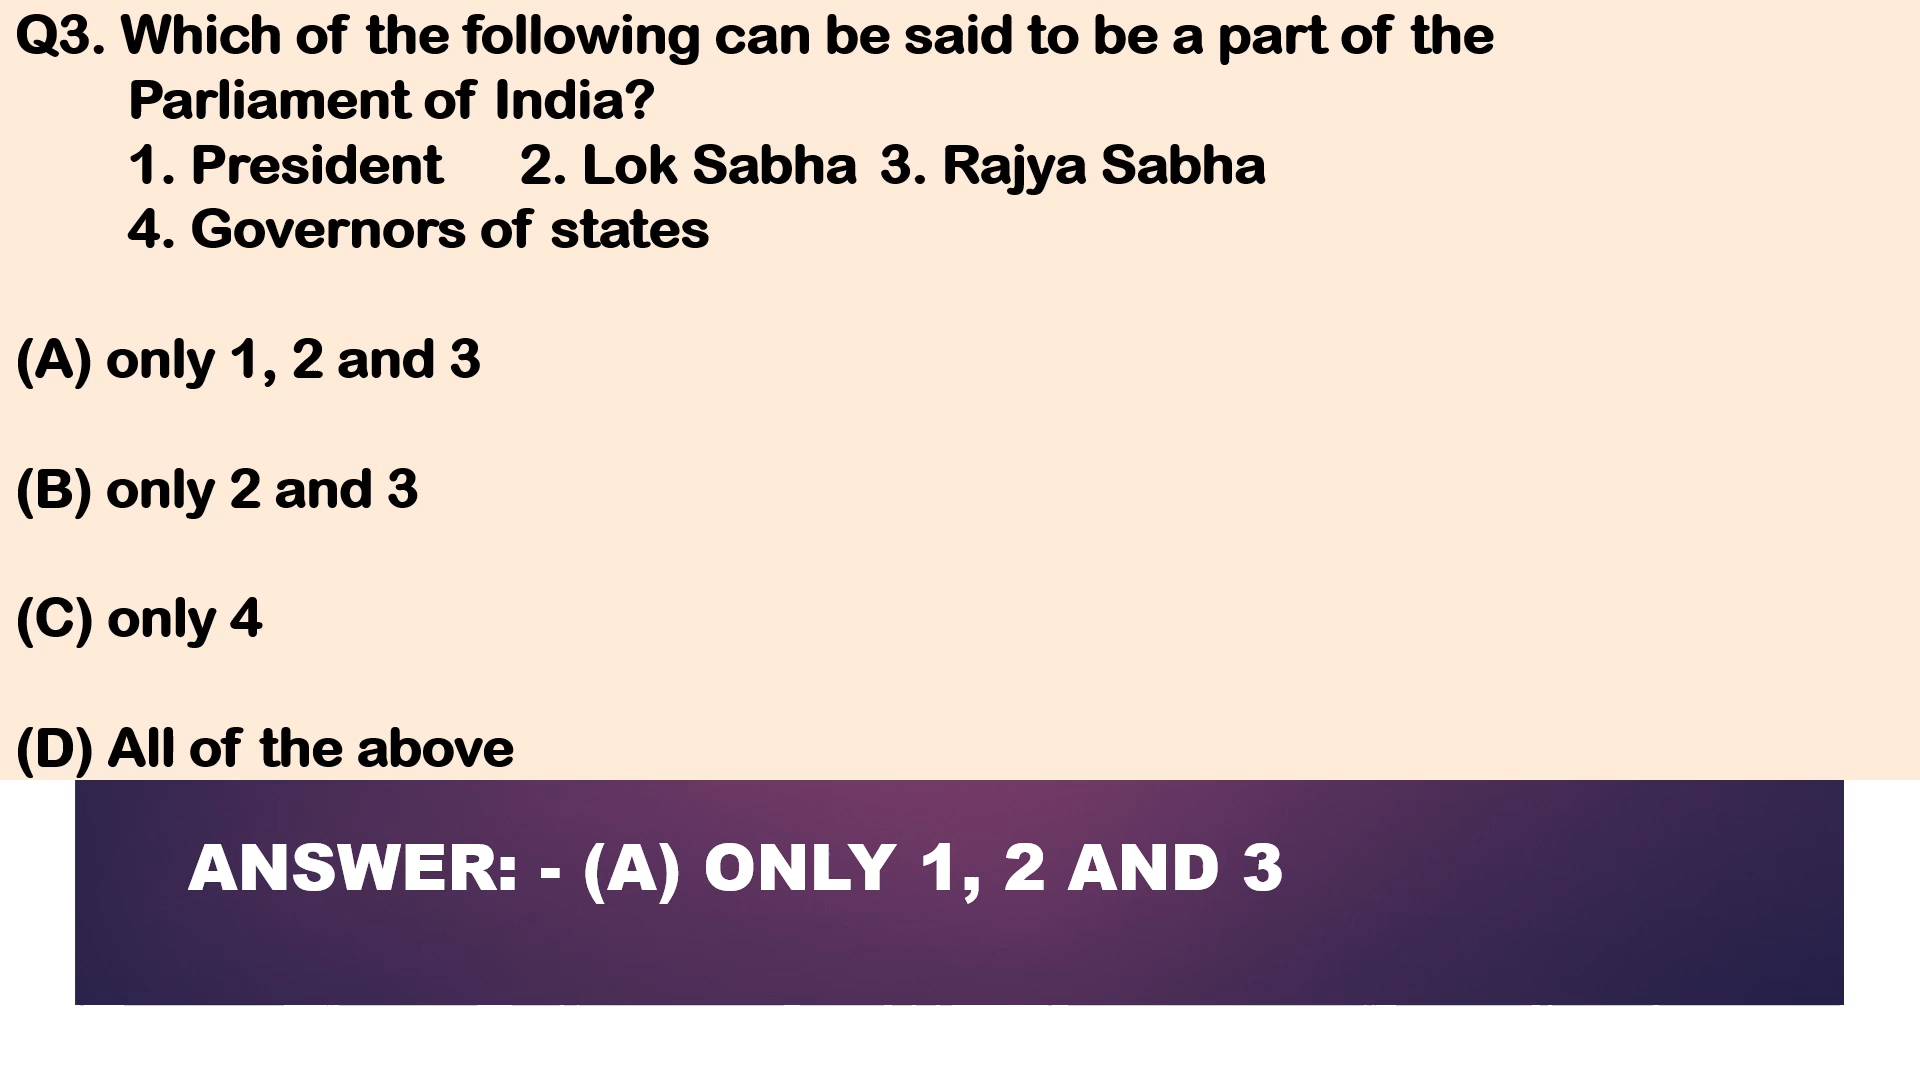 Q3. Which of the following can be said to be a part of the
Parliament of India?
1. President 2. Lok Sabha 3. Rajya Sabha
4. Governors of states
(A) only 1, 2 and 3
(B) only 2 and 3
(C) only 4
(D) All of the above
ANSWER: - (A) ONLY 1, 2 AND 3